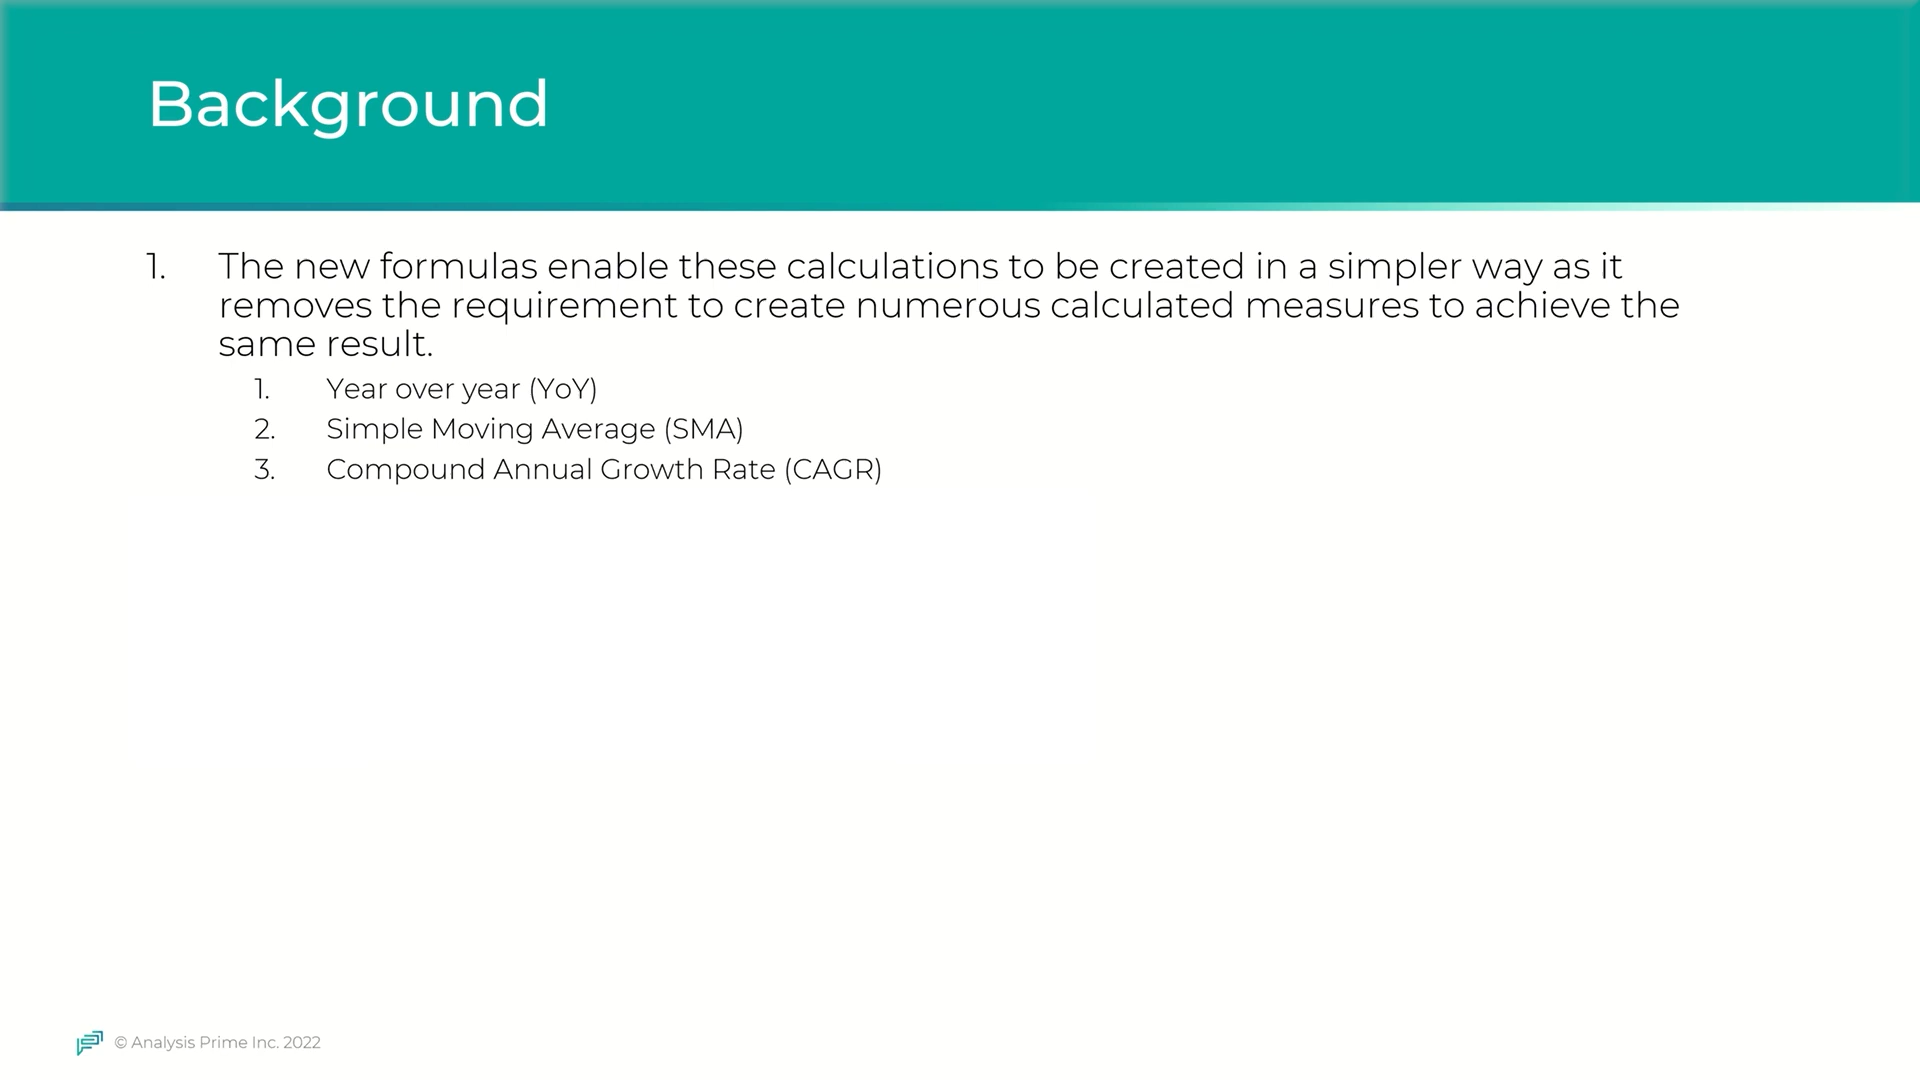 Background
1. The new formulas enable these calculations to be created in a simpler way as it
removes the requirement to create numerous calculated measures to achieve the
same result.
1. Year over year (YoY)
2. Simple Moving Average (SMA)
3. Compound Annual Growth Rate (CAGR)
© Analysis Prime Inc. 2022